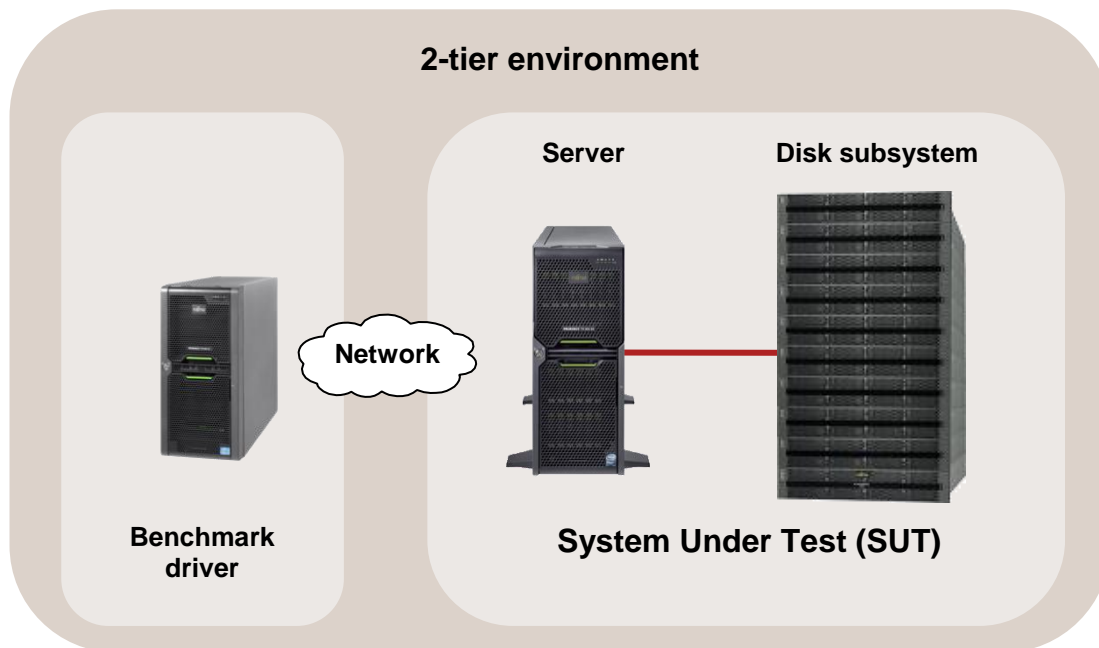 2-tier environment
Server
Disk subsystem
Network
Benchmark
driver
System Under Test (SUT)